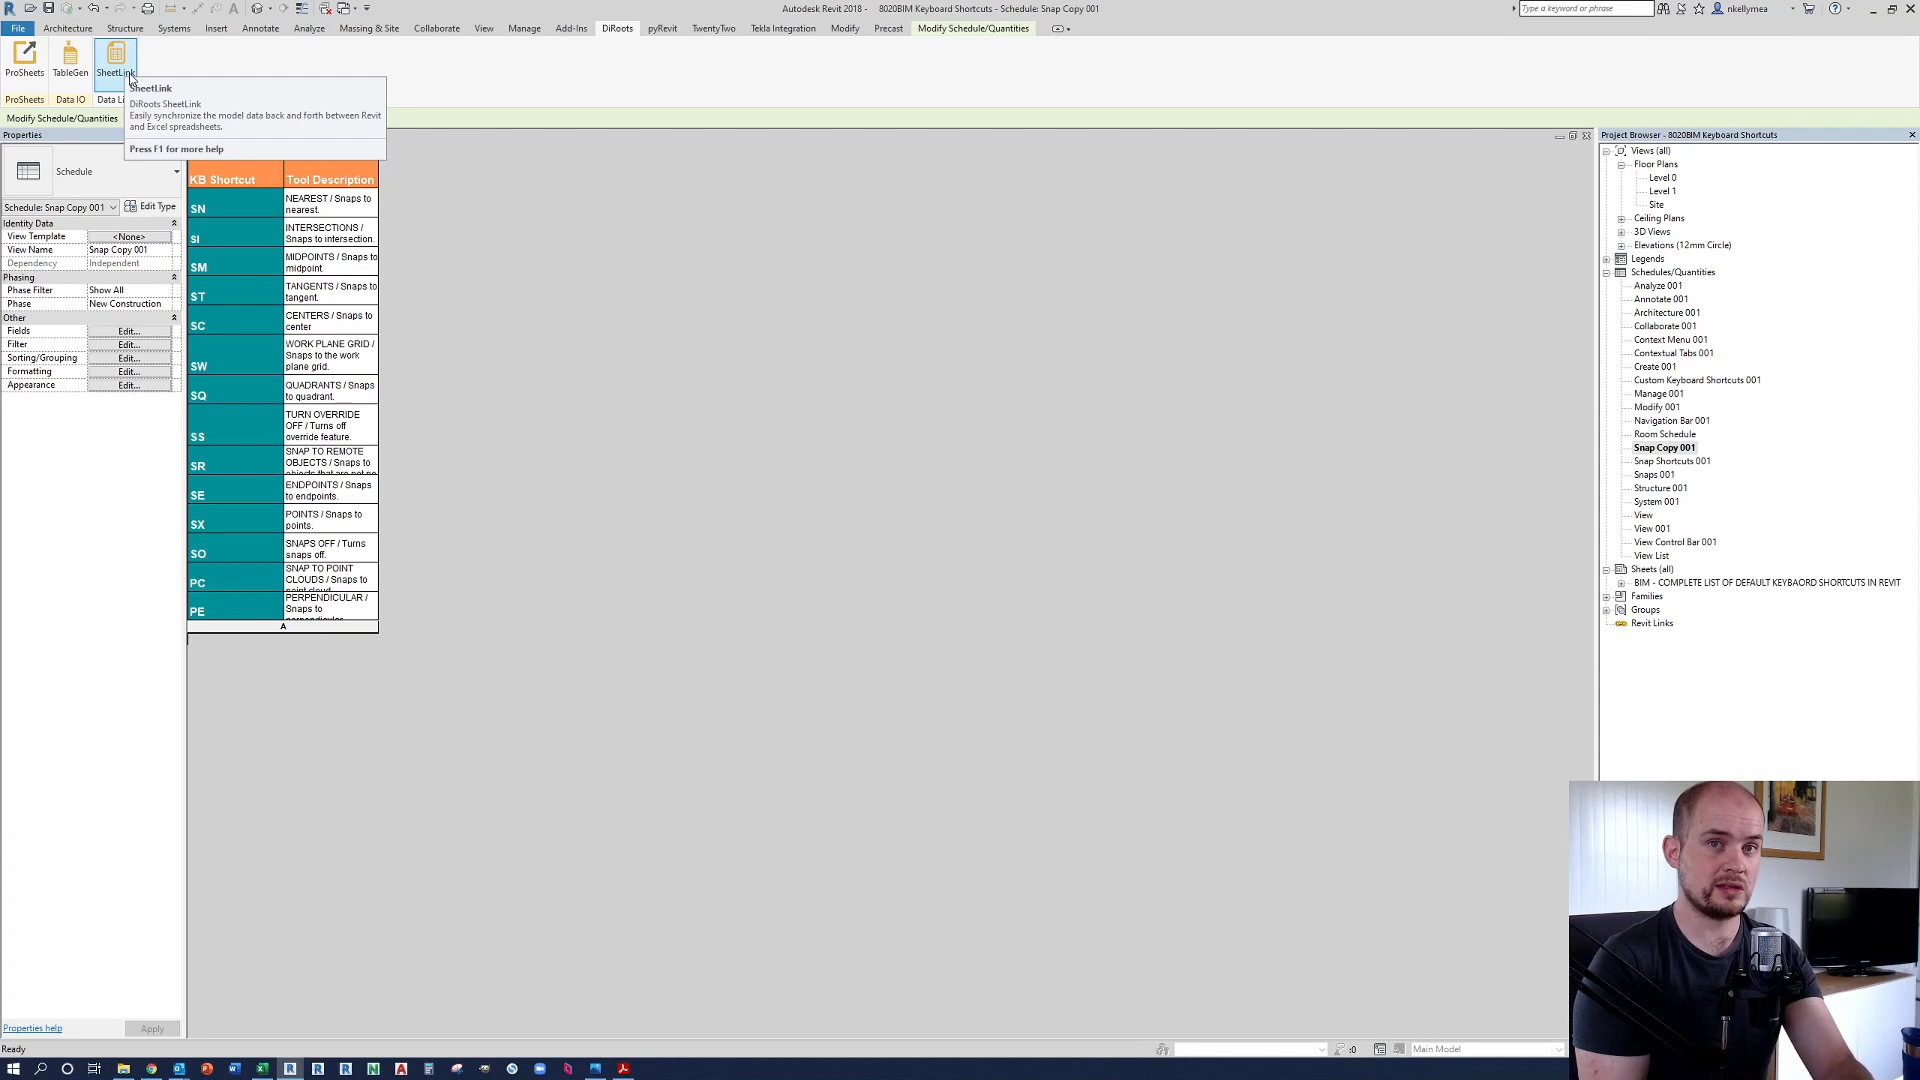 Autodesk Revit 2018 - 8020BIM Keyboard Shortcuts - Schedule: Snap Copy 001
Type a keyword or phrase
nkellymea
File Architecture Structure Systems Insert Annotate Analyze Massing & Site Collaborate View Manage Add-Ins DiRoots pyRevit TwentyTwo Tekla Integration Modify Precast Modify Schedule/Quantities
ProSheets TableGen SheetLink
ProSheets Data IO Data Li
SheetLink
DiRoots SheetLink
Easily synchronize the model data back and forth between Revit
and Excel spreadsheets.
Press F1 for more help
Modify Schedule/Quantities
Properties
Schedule
Schedule: Snap Copy 001 Edit Type
Identity Data
View Template <None>
View Name Snap Copy 001
Dependency Independent
Phasing
Phase Filter Show All
Phase New Construction
Other
Fields Edit...
Filter Edit...
Sorting/Grouping Edit...
Formatting Edit...
Appearance Edit...
Properties help Apply
KB Shortcut Tool Description
SN NEAREST / Snaps to
nearest.
SI INTERSECTIONS /
Snaps to intersection.
SM MIDPOINTS / Snaps to
midpoint.
ST TANGENTS / Snaps to
tangent.
SC CENTERS / Snaps to
center
SW WORK PLANE GRID /
Snaps to the work
plane grid.
SQ QUADRANTS / Snaps
to quadrant.
SS TURN OVERRIDE
OFF / Turns off
override feature.
SR SNAP TO REMOTE
OBJECTS / Snaps to
objects that are not
SE ENDPOINTS / Snaps
to endpoints.
SX POINTS / Snaps to
points.
SO SNAPS OFF / Turns
snaps off.
PC SNAP TO POINT
CLOUDS / Snaps to
point cloud.
PE PERPENDICULAR /
Snaps to
perpendicular.
A
Project Browser - 8020BIM Keyboard Shortcuts
Views (all)
Floor Plans
Level 0
Level 1
Site
Ceiling Plans
3D Views
Elevations (12mm Circle)
Legends
Schedules/Quantities
Analyze 001
Annotate 001
Architecture 001
Collaborate 001
Context Menu 001
Contextual Tabs 001
Create 001
Custom Keyboard Shortcuts 001
Manage 001
Modify 001
Navigation Bar 001
Room Schedule
Snap Copy 001
Snap Shortcuts 001
Snaps 001
Structure 001
System 001
View
View 001
View Control Bar 001
View List
Sheets (all)
BIM - COMPLETE LIST OF DEFAULT KEYBAORD SHORTCUTS IN REVIT
Families
Groups
Revit Links
Ready
:0
Main Model